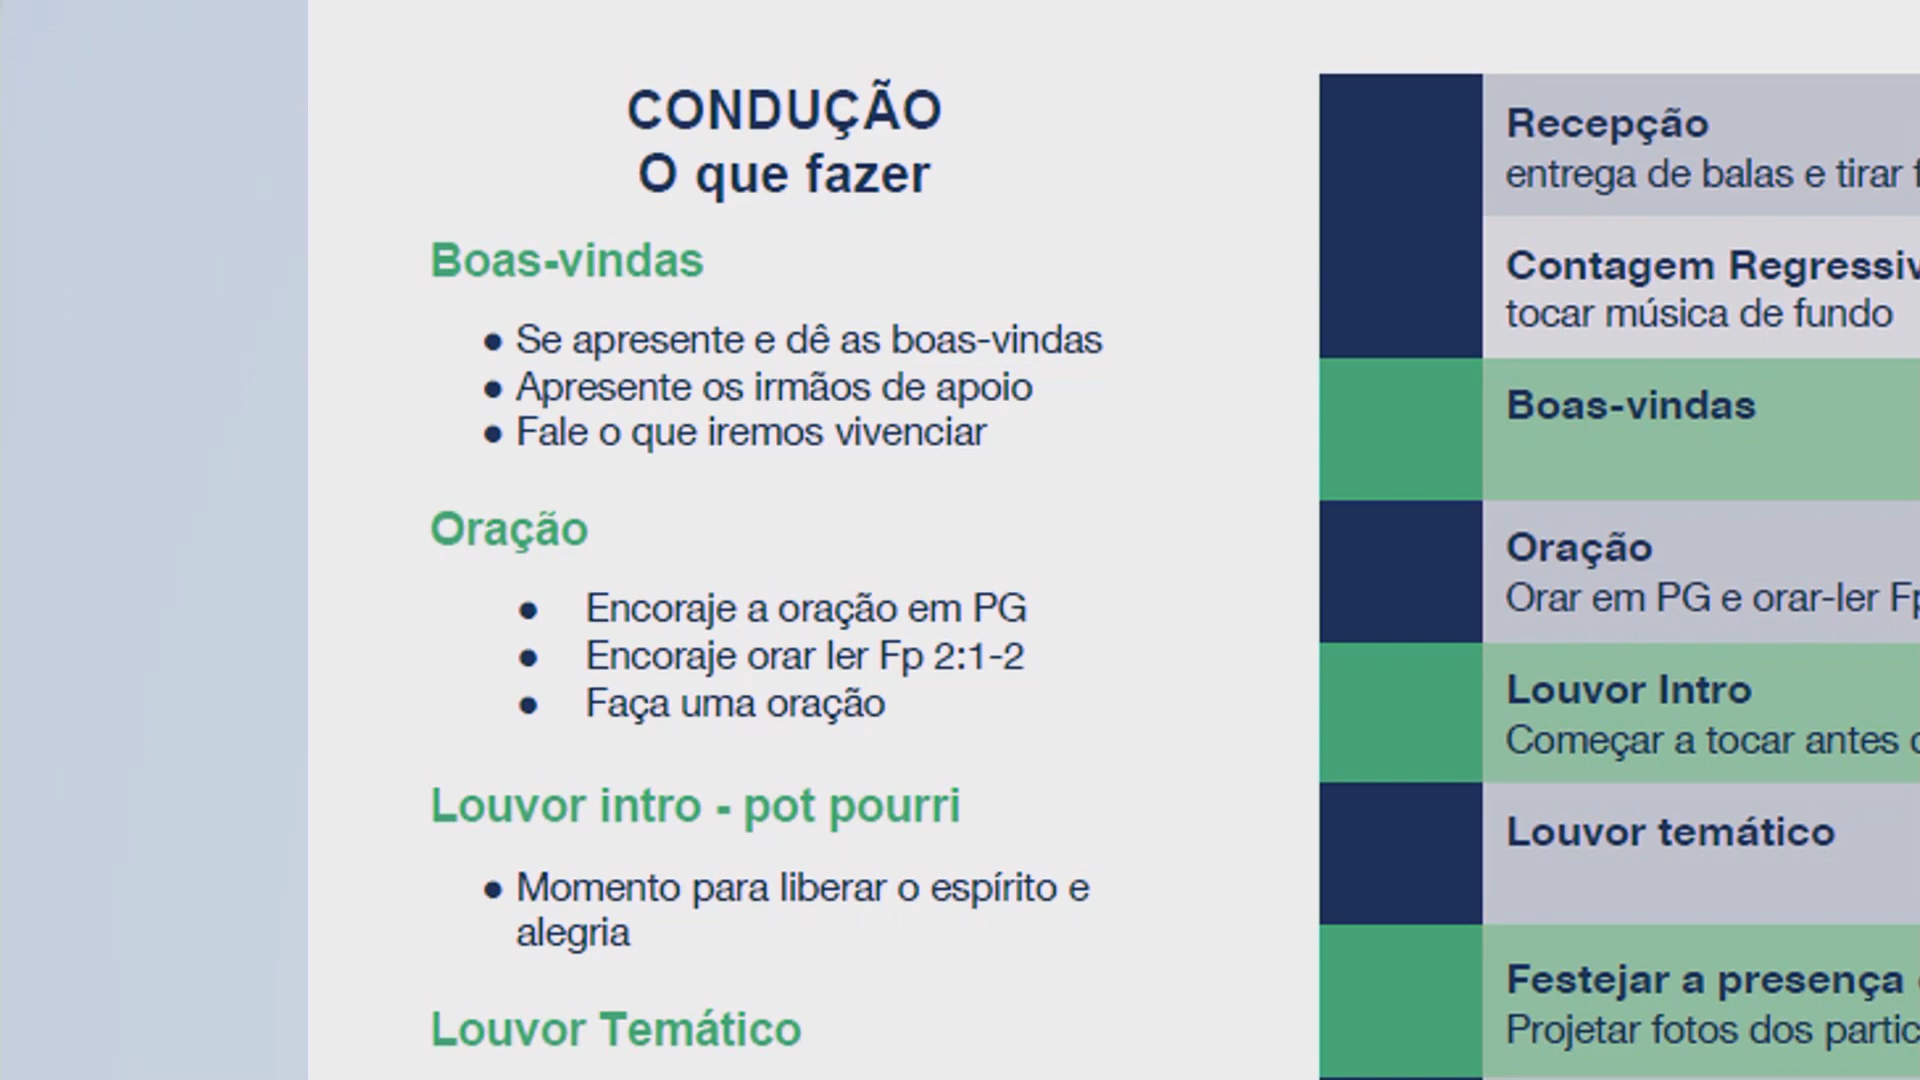 CONDUÇÃO
O que fazer
Boas-vindas
● Se apresente e dê as boas-vindas
● Apresente os irmãos de apoio
● Fale o que iremos vivenciar
Oração
● Encoraje a oração em PG
● Encoraje orar ler Fp 2:1-2
● Faça uma oração
Louvor intro - pot pourri
● Momento para liberar o espírito e
alegria
Louvor Temático
Recepção
entrega de balas e tirar
Contagem
tocar música de fundo
Boas-vindas
Oração
Orar em PG e orar-ler
Louvor Intro
Começar a tocar antes
Louvor temático
Festejar a presença
Projetar fotos dos